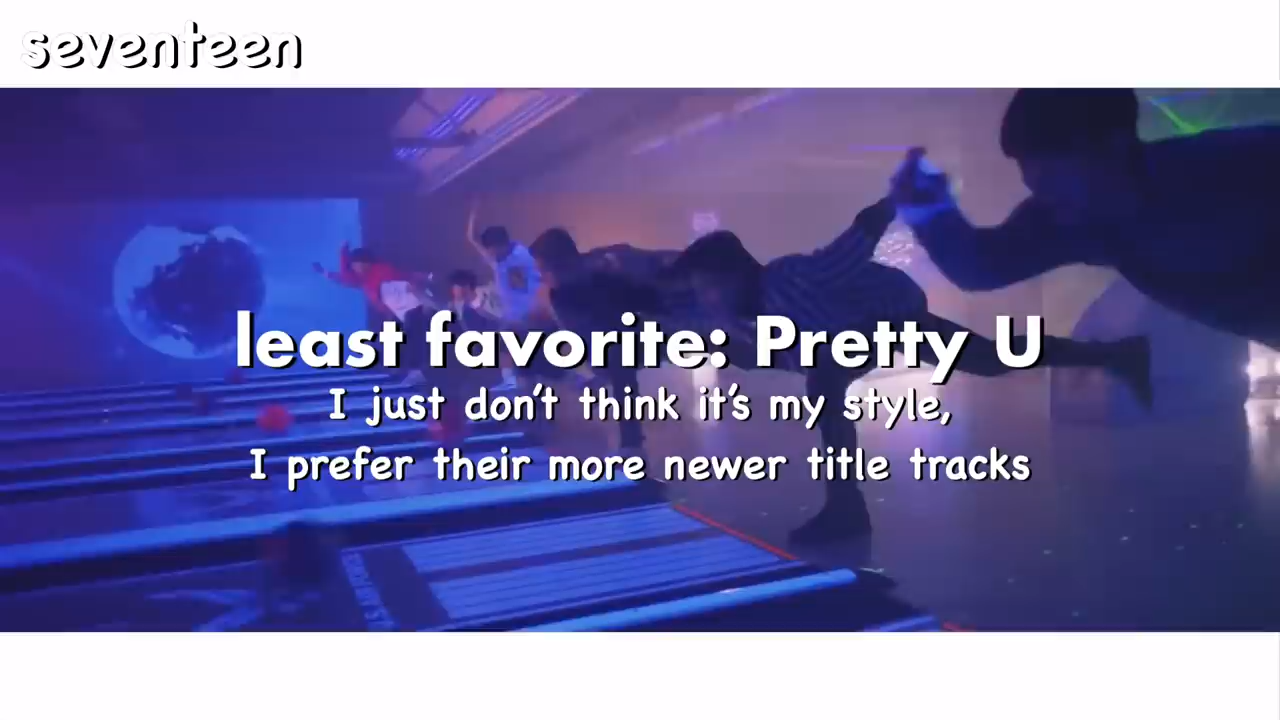 seventeen
least favorite: Pretty U
I just don't think it's my style,
I prefer their more newer title tracks